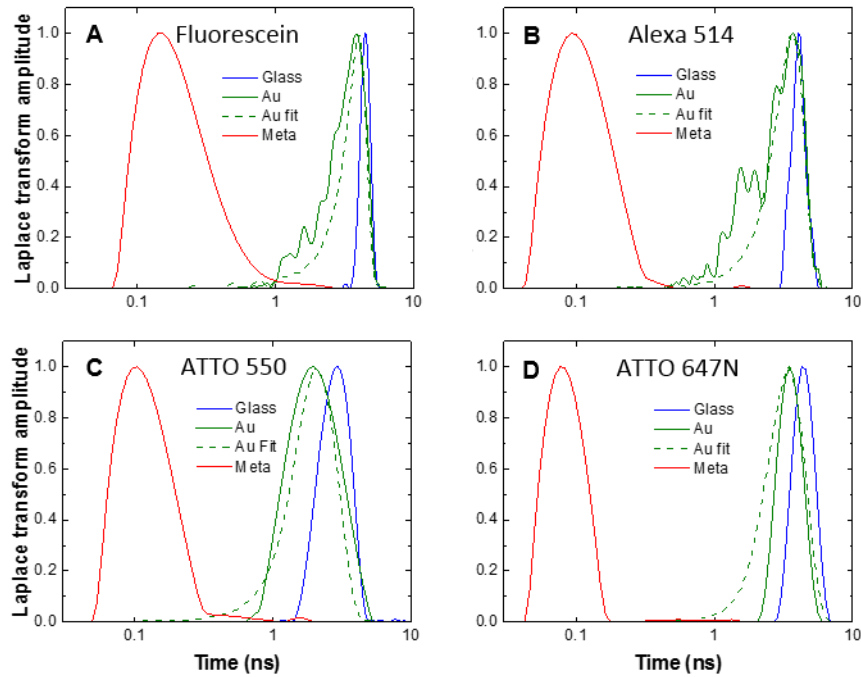 A Fluorescein
Glass
Au
Au fit
Meta
Laplace transform amplitude
1.0
0.8
0.6
0.4
0.2
0.0
0.1
1
10
B Alexa 514
Glass
Au
Au fit
Meta
1.0
0.8
0.6
0.4
0.2
0.0
0.1
1
10
C ATTO 550
Glass
Au
Au Fit
Meta
Laplace transform amplitude
1.0
0.8
0.6
0.4
0.2
0.0
0.1
1
10
Time (ns)
D ATTO 647N
Glass
Au
Au fit
Meta
1.0
0.8
0.6
0.4
0.2
0.0
0.1
1
10
Time (ns)